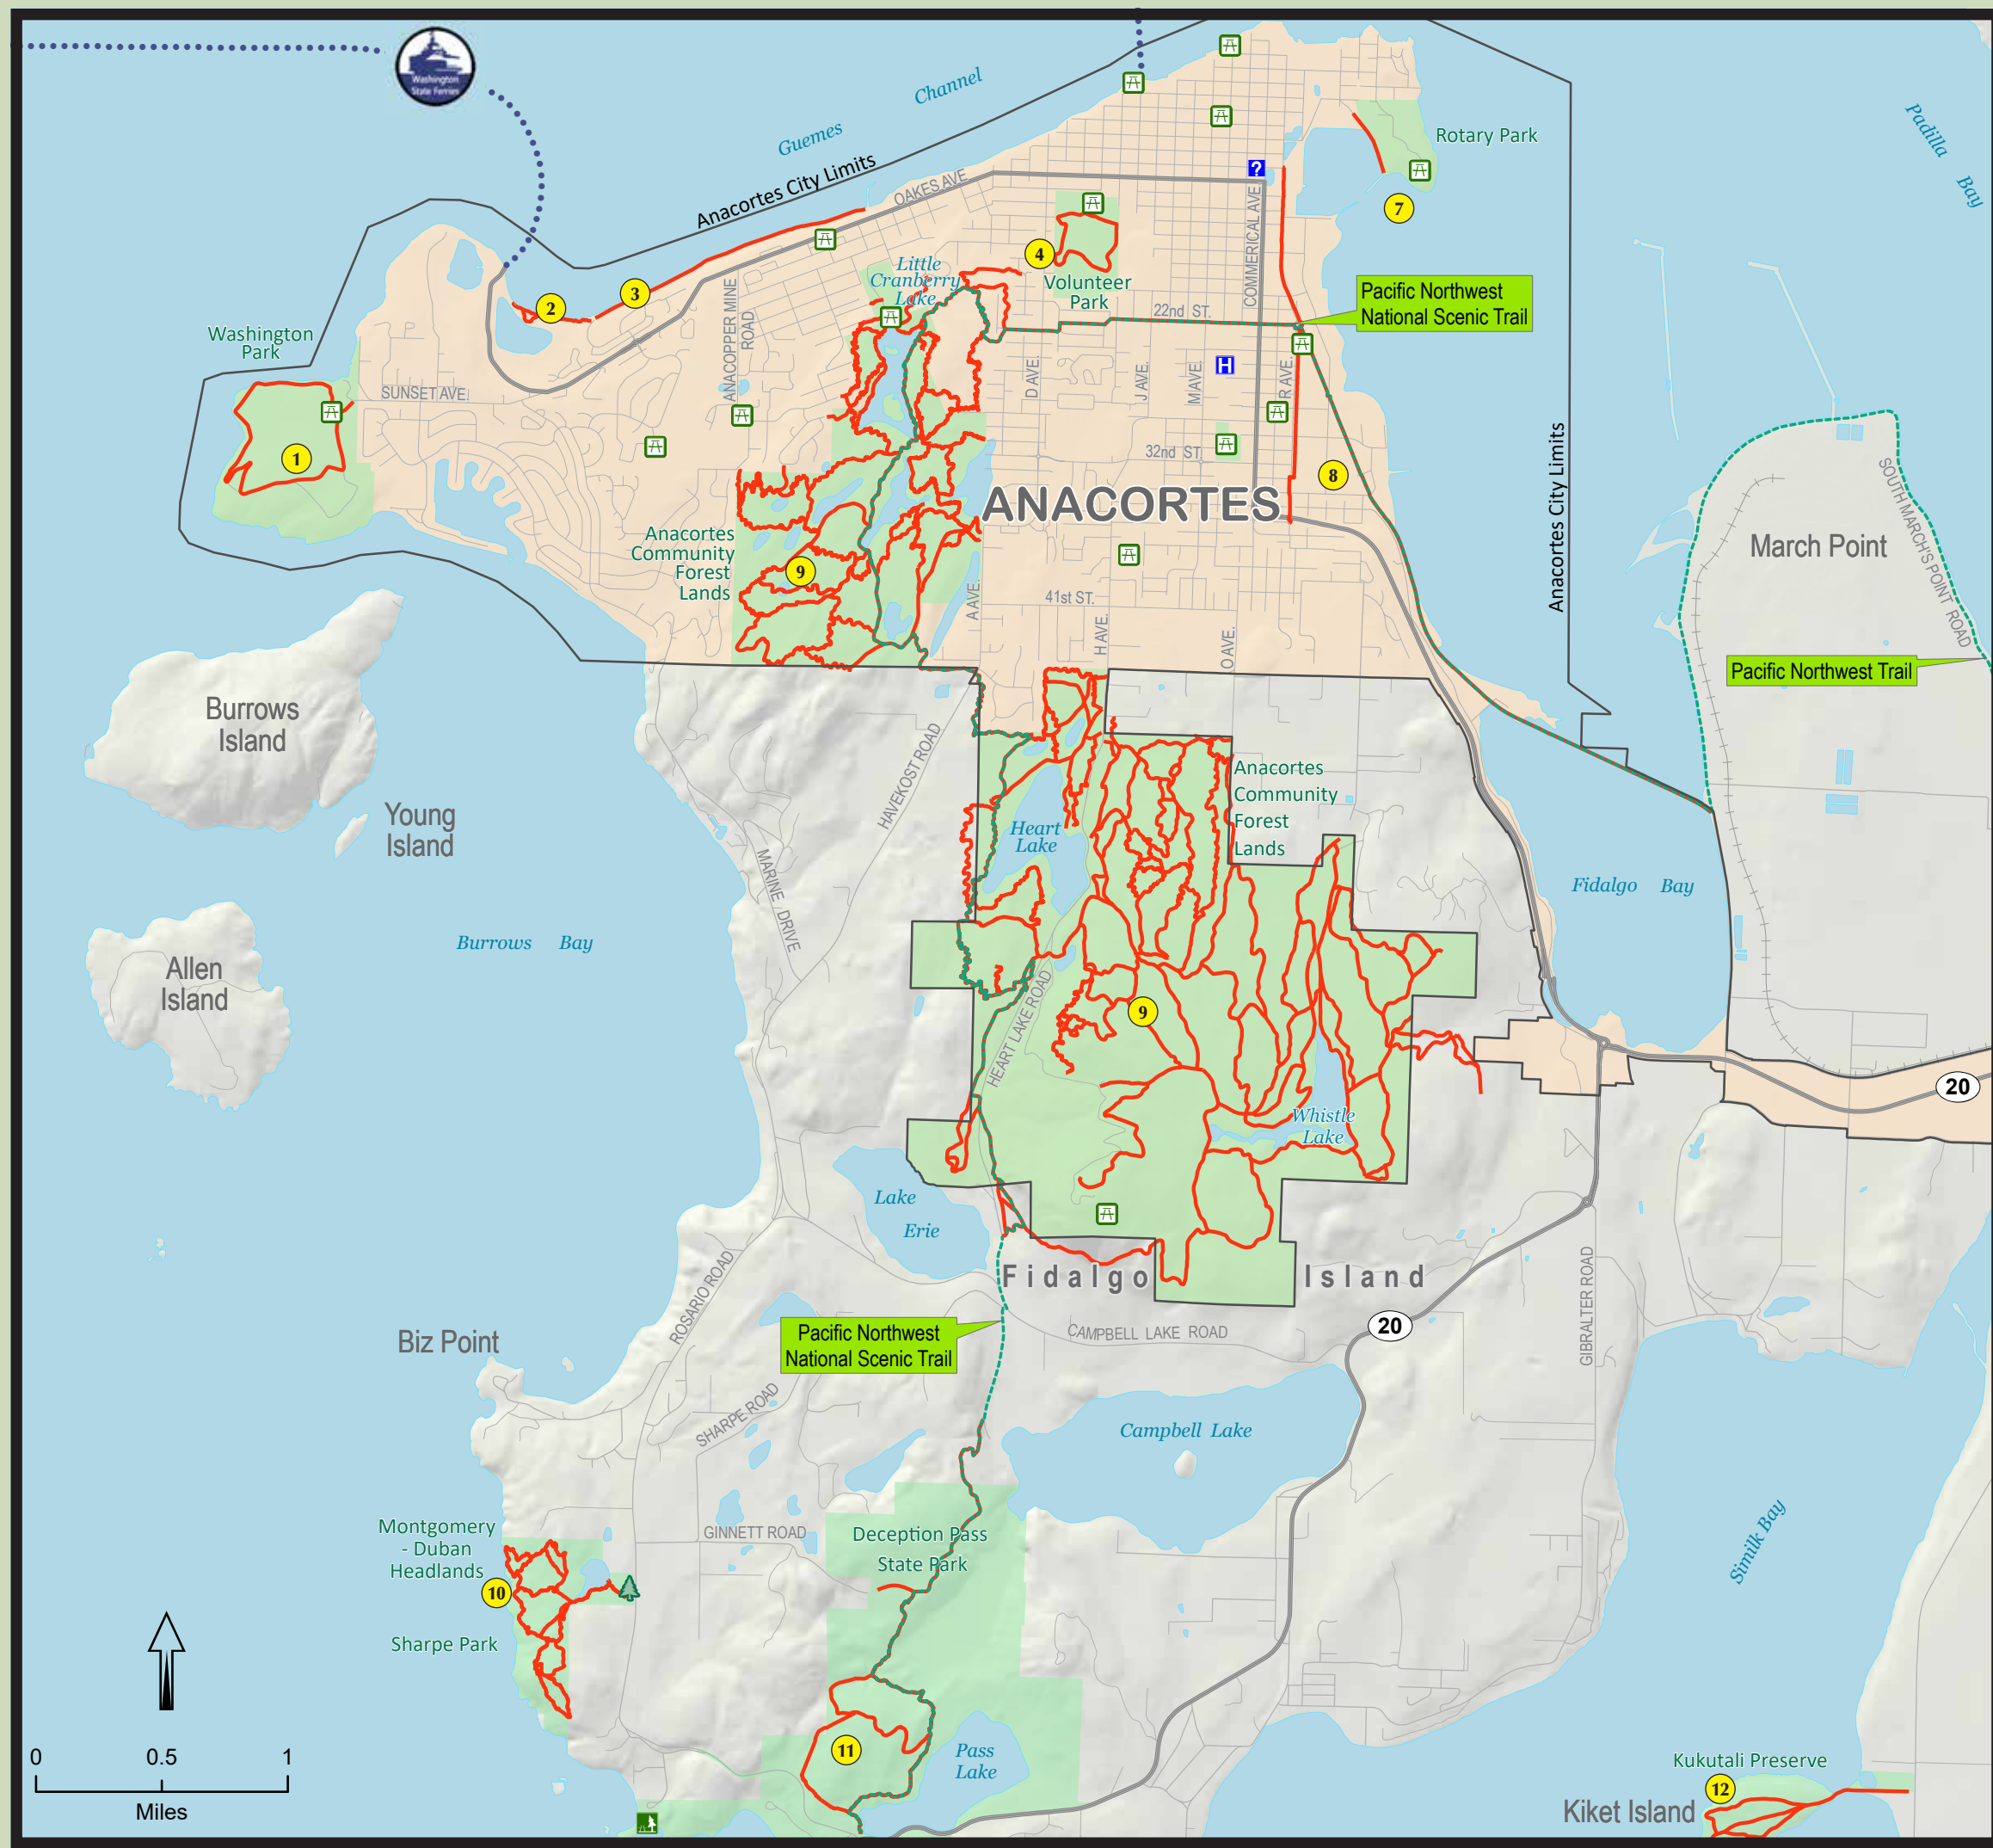 Washington
State Ferries
Guemes Channel
Padilla Bay
Rotary Park
7
Anacortes City Limits
OAKES AVE.
?
COMMERICAL AVE.
4
Volunteer
Park
Little
Cranberry
Lake
2
3
Pacific Northwest
National Scenic Trail
22nd ST.
Washington
Park
SUNSET AVE.
ANACOPPER MINE
ROAD
D AVE.
J AVE.
M AVE.
H
R AVE.
1
32nd ST.
8
ANACORTES
Anacortes City Limits
Anacortes
Community
Forest
Lands
9
March Point
SOUTH MARCH'S POINT ROAD
A AVE.
41st ST.
H AVE.
O AVE.
Pacific Northwest Trail
Burrows
Island
Young
Island
HAVEKOST ROAD
MARINE DRIVE
Heart
Lake
Anacortes
Community
Forest
Lands
Fidalgo Bay
Burrows Bay
Allen
Island
9
HEART LAKE ROAD
20
Whistle
Lake
Lake
Erie
Fidalgo Island
ROSARIO ROAD
GIBRALTER ROAD
Biz Point
Pacific Northwest
National Scenic Trail
CAMPBELL LAKE ROAD
20
SHARPE ROAD
Campbell Lake
Montgomery
- Duban
Headlands
10
GINNETT ROAD
Deception Pass
State Park
Similk Bay
Sharpe Park
11
Pass
Lake
Kukutali Preserve
12
Kiket Island
0 0.5 1
Miles